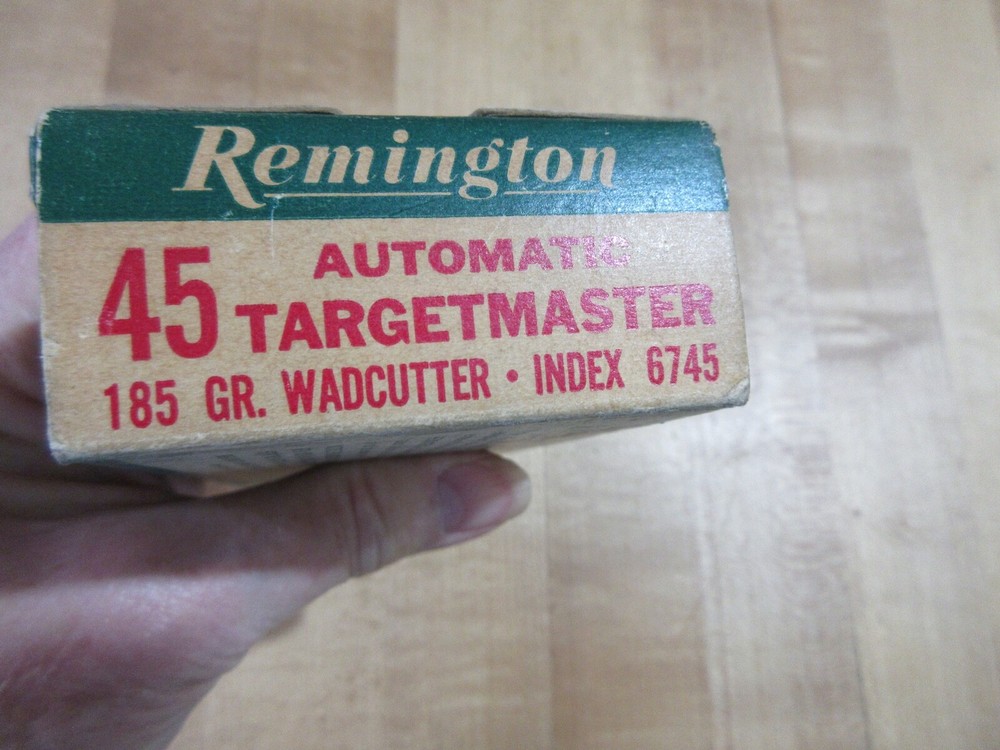 Remington
45 AUTOMATIC
TARGETMASTER
185 GR. WADCUTTER • INDEX 6745